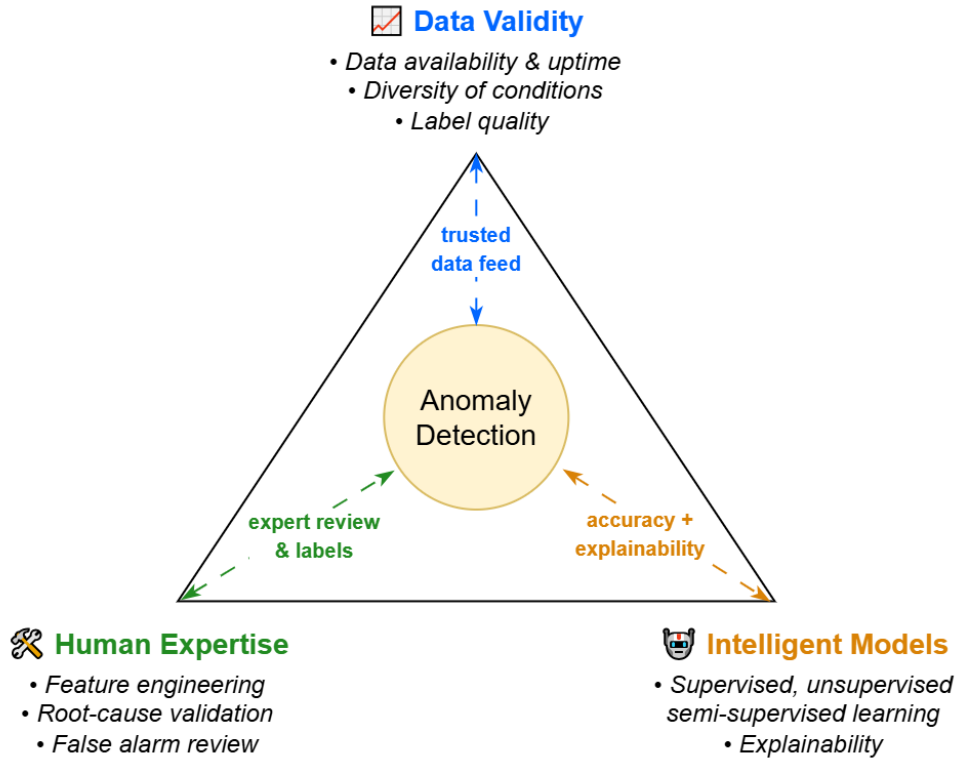 Data Validity
• Data availability & uptime
• Diversity of conditions
• Label quality
trusted
data feed
Anomaly
Detection
expert review
& labels
accuracy +
explainability
Human Expertise
• Feature engineering
• Root-cause validation
• False alarm review
Intelligent Models
• Supervised, unsupervised
semi-supervised learning
• Explainability